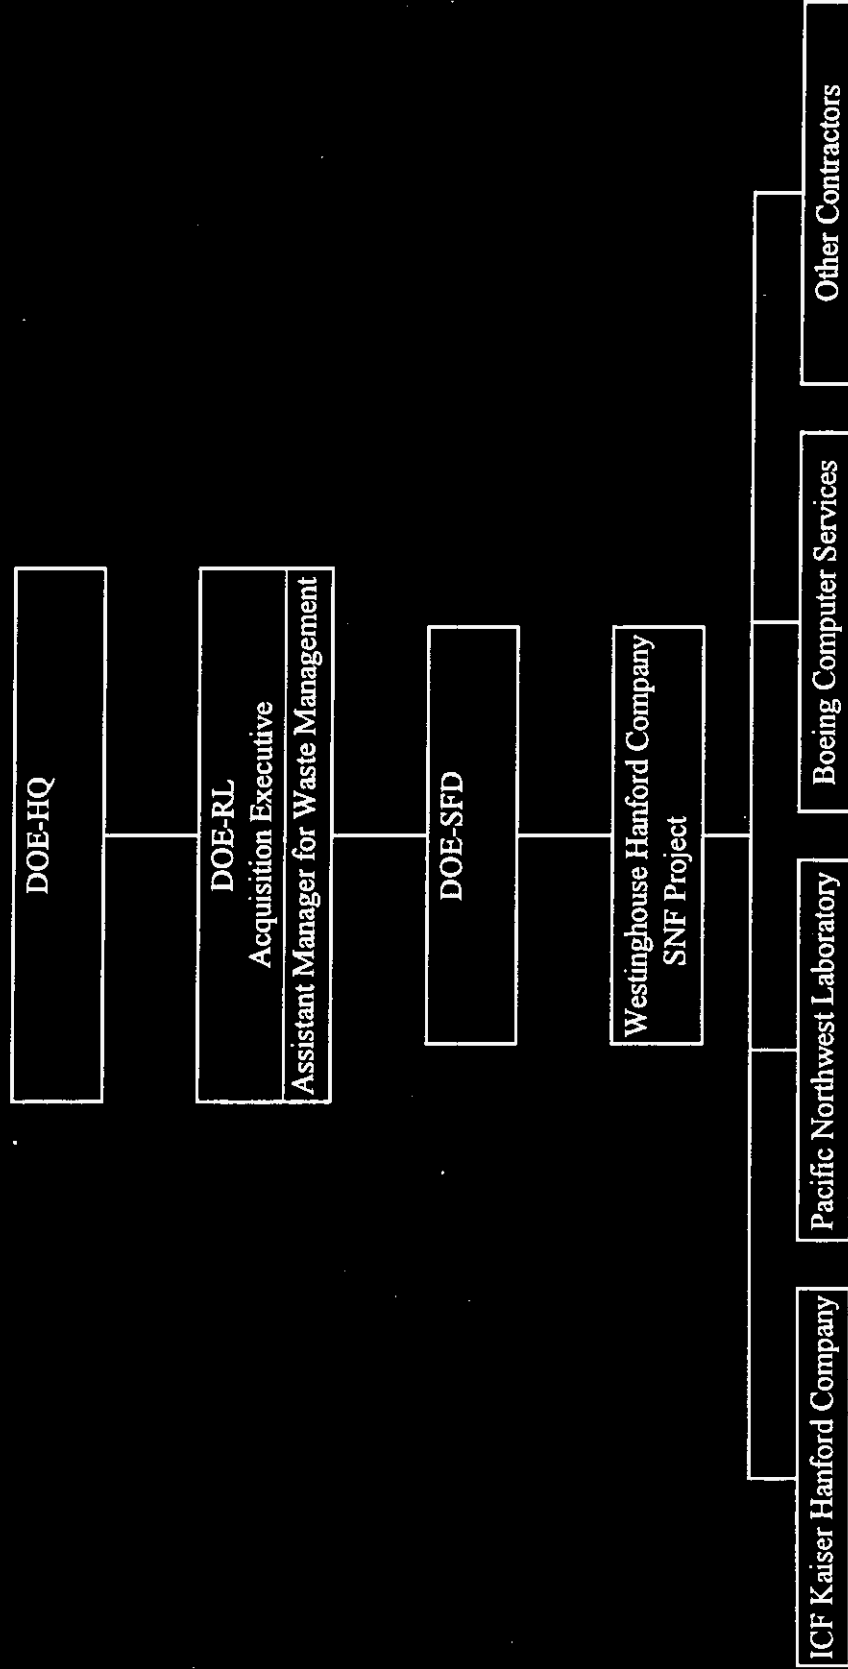 DOE-HQ
DOE-RL
Acquisition Executive
Assistant Manager for Waste Management
DOE-SFD
Westinghouse Hanford Company
SNF Project
ICF Kaiser Hanford Company
Pacific Northwest Laboratory
Boeing Computer Services
Other Contractors